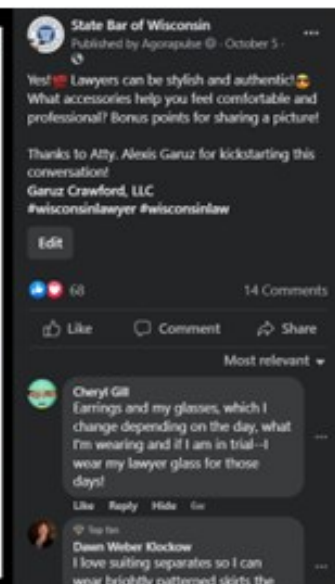 State Bar of Wisconsin
Published by Agorapulse · October 5 ·
Yes! Lawyers can be stylish and authentic!
What accessories help you feel comfortable and
professional? Bonus points for sharing a picture!
Thanks to Atty. Alexis Garuz for kickstarting this
conversation!
Garuz Crawford, LLC
#wisconsinlawyer #wisconsinlaw
Edit
68
14 Comments
Like Comment Share
Most relevant
Cheryl Gill
Earrings and my glasses, which I
change depending on the day, what
I'm wearing and if I am in trial--I
wear my lawyer glass for those
days!
Like Reply Hide 6w
Top fan
Dawn Weber Klockow
I love suiting separates so I can
wear brightly patterned skirts the